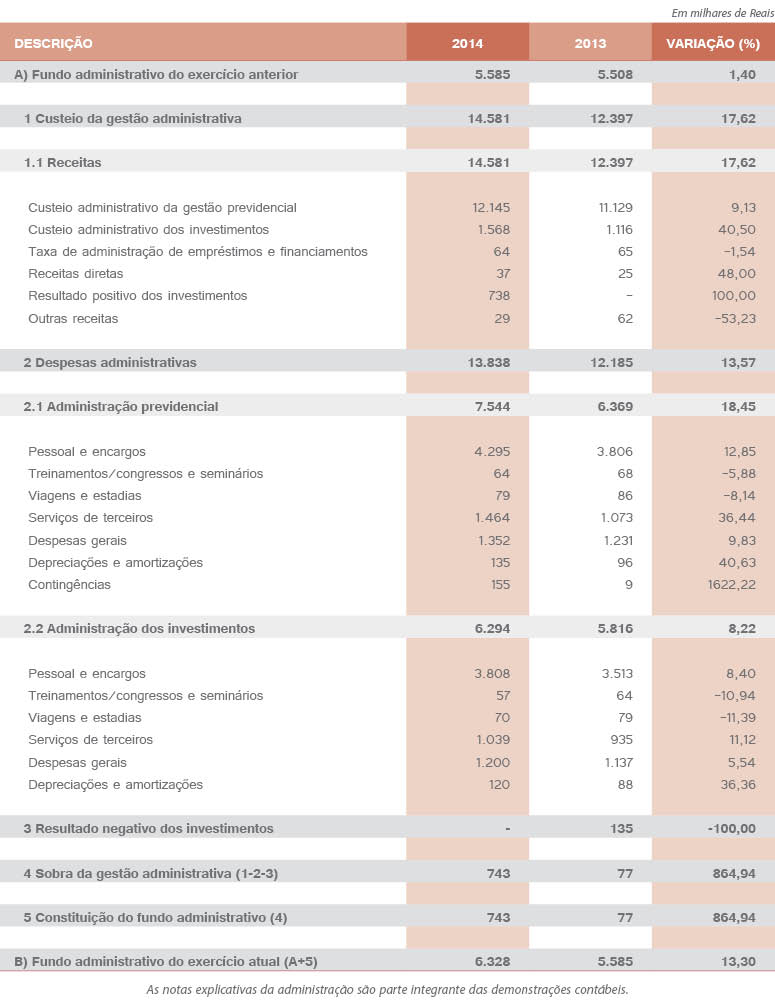 Em milhares de Reais
DESCRIÇÃO 2014 2013 VARIAÇÃO (%)
A) Fundo administrativo do exercício anterior 5.585 5.508 1,40
1 Custeio da gestão administrativa 14.581 12.397 17,62
1.1 Receitas 14.581 12.397 17,62
Custeio administrativo da gestão previdencial 12.145 11.129 9,13
Custeio administrativo dos investimentos 1.568 1.116 40,50
Taxa de administração de empréstimos e financiamentos 64 65 –1,54
Receitas diretas 37 25 48,00
Resultado positivo dos investimentos 738 – 100,00
Outras receitas 29 62 –53,23
2 Despesas administrativas 13.838 12.185 13,57
2.1 Administração previdencial 7.544 6.369 18,45
Pessoal e encargos 4.295 3.806 12,85
Treinamentos/congressos e seminários 64 68 –5,88
Viagens e estadias 79 86 –8,14
Serviços de terceiros 1.464 1.073 36,44
Despesas gerais 1.352 1.231 9,83
Depreciações e amortizações 135 96 40,63
Contingências 155 9 1622,22
2.2 Administração dos investimentos 6.294 5.816 8,22
Pessoal e encargos 3.808 3.513 8,40
Treinamentos/congressos e seminários 57 64 –10,94
Viagens e estadias 70 79 –11,39
Serviços de terceiros 1.039 935 11,12
Despesas gerais 1.200 1.137 5,54
Depreciações e amortizações 120 88 36,36
3 Resultado negativo dos investimentos - 135 -100,00
4 Sobra da gestão administrativa (1-2-3) 743 77 864,94
5 Constituição do fundo administrativo (4) 743 77 864,94
B) Fundo administrativo do exercício atual (A+5) 6.328 5.585 13,30
As notas explicativas da administração são parte integrante das demonstrações contábeis.